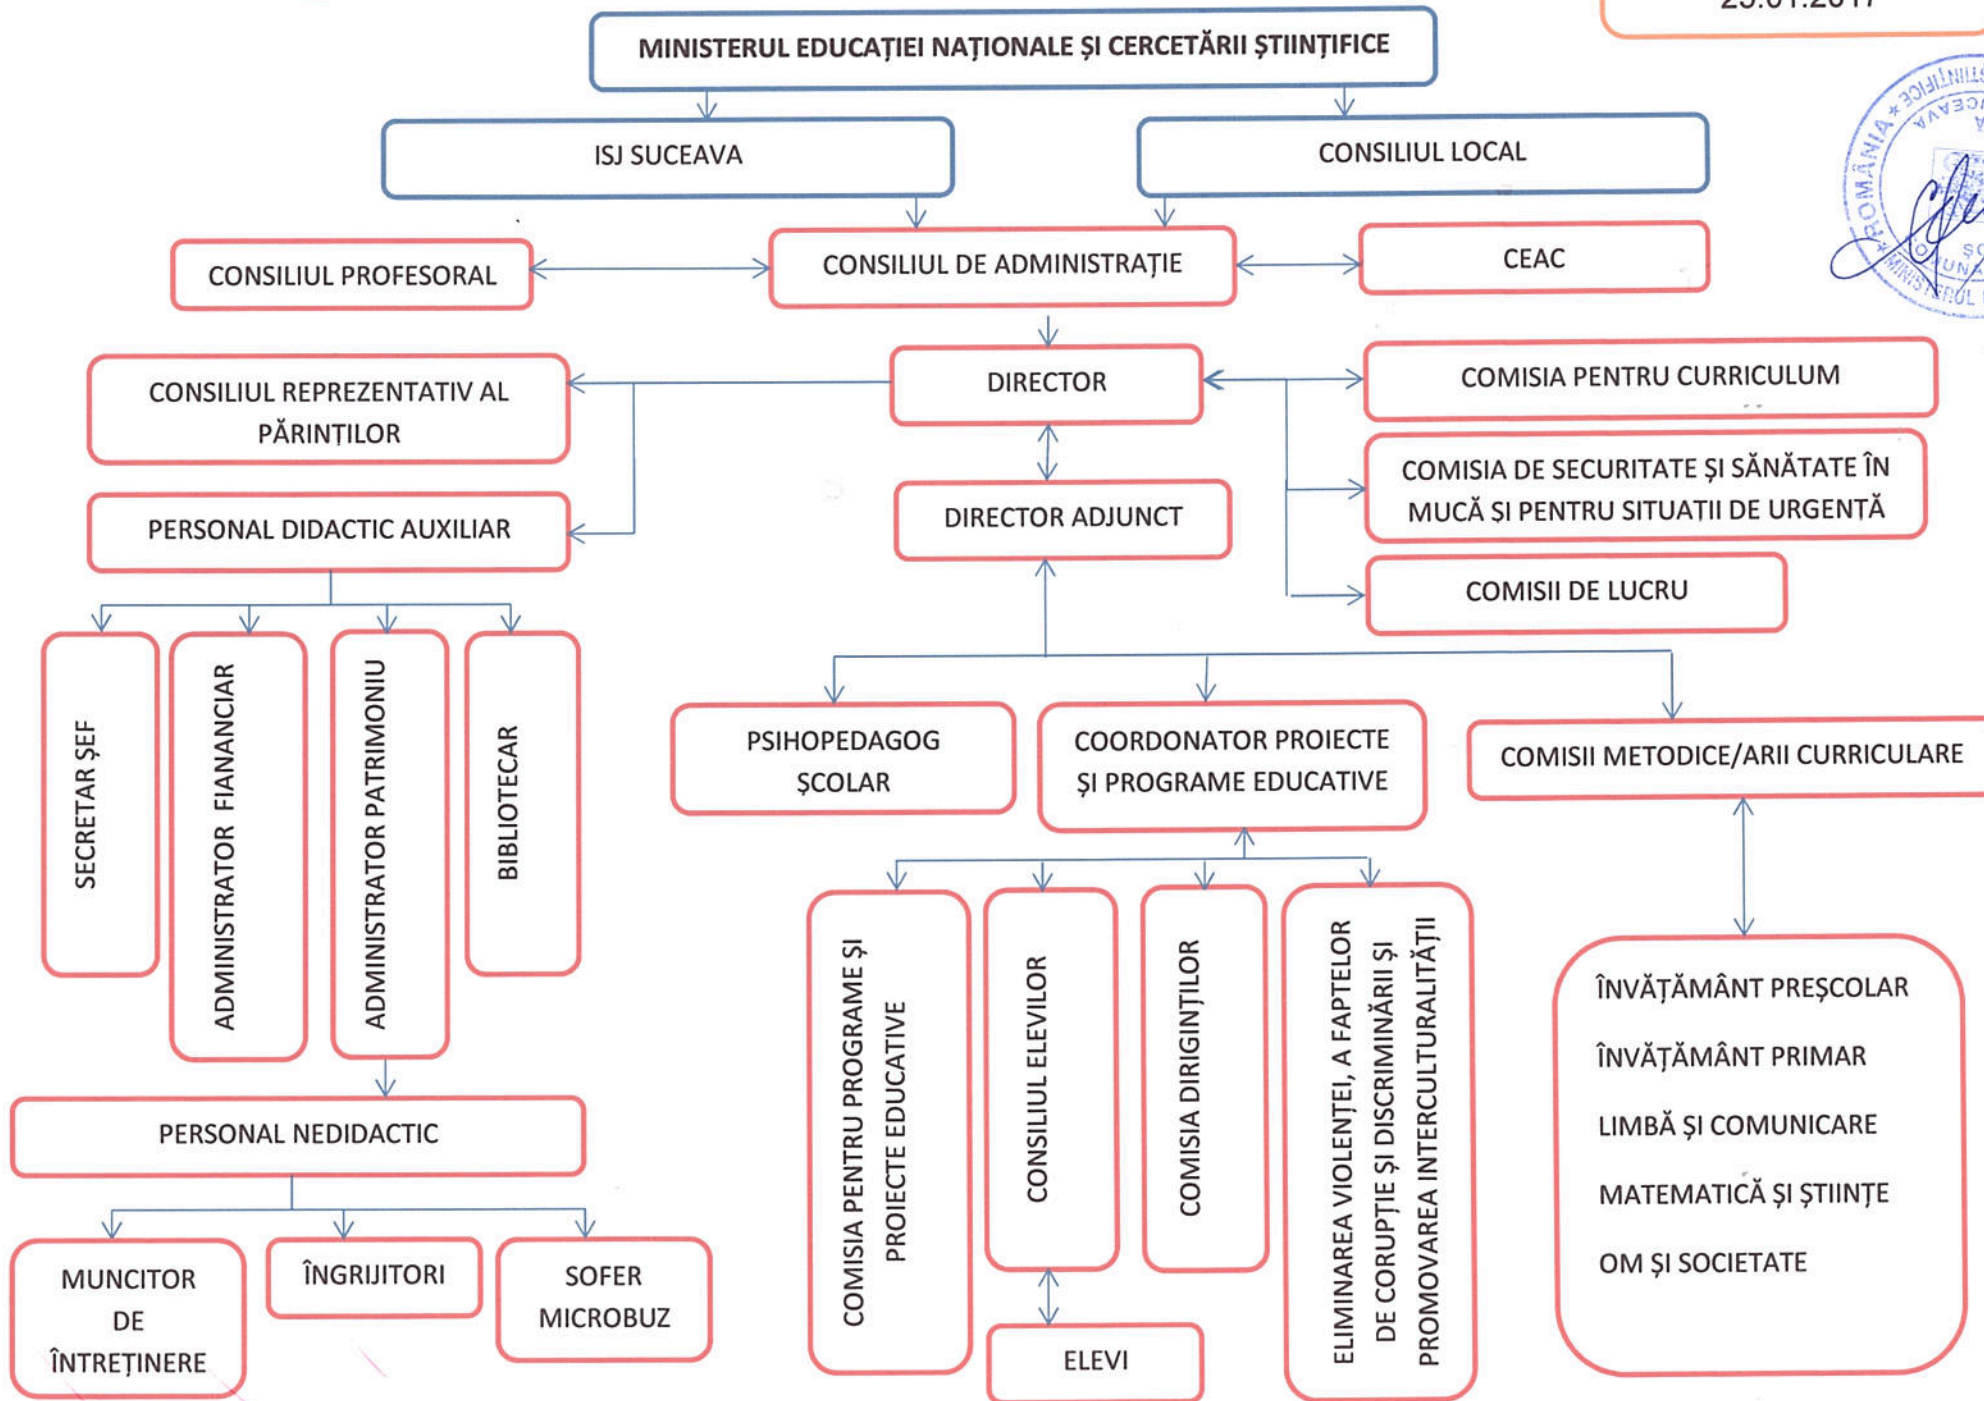 MINISTERUL EDUCAȚIEI NAȚIONALE ȘI CERCETĂRII ȘTIINȚIFICE
ISJ SUCEAVA
CONSILIUL LOCAL
CONSILIUL PROFESORAL
CONSILIUL DE ADMINISTRAȚIE
CEAC
CONSILIUL REPREZENTATIV AL
PĂRINȚILOR
DIRECTOR
COMISIA PENTRU CURRICULUM
COMISIA DE SECURITATE ȘI SĂNĂTATE ÎN
MUCĂ ȘI PENTRU SITUATII DE URGENTĂ
PERSONAL DIDACTIC AUXILIAR
DIRECTOR ADJUNCT
COMISII DE LUCRU
SECRETAR ȘEF
ADMINISTRATOR FIANANCIAR
ADMINISTRATOR PATRIMONIU
BIBLIOTECAR
PSIHOPEDAGOG
ȘCOLAR
COORDONATOR PROIECTE
ȘI PROGRAME EDUCATIVE
COMISII METODICE/ARII CURRICULARE
COMISIA PENTRU PROGRAME ȘI
PROIECTE EDUCATIVE
CONSILIUL ELEVILOR
COMISIA DIRIGINȚILOR
ELIMINAREA VIOLENȚEI, A FAPTELOR
DE CORUPȚIE ȘI DISCRIMINĂRII ȘI
PROMOVAREA INTERCULTURALITĂȚII
ÎNVĂȚĂMÂNT PREȘCOLAR
ÎNVĂȚĂMÂNT PRIMAR
LIMBĂ ȘI COMUNICARE
MATEMATICĂ ȘI ȘTIINȚE
OM ȘI SOCIETATE
PERSONAL NEDIDACTIC
MUNCITOR
DE
ÎNTREȚINERE
ÎNGRIJITORI
SOFER
MICROBUZ
ELEVI
ROMÂNIA
SUCEAVA
MINISTERUL